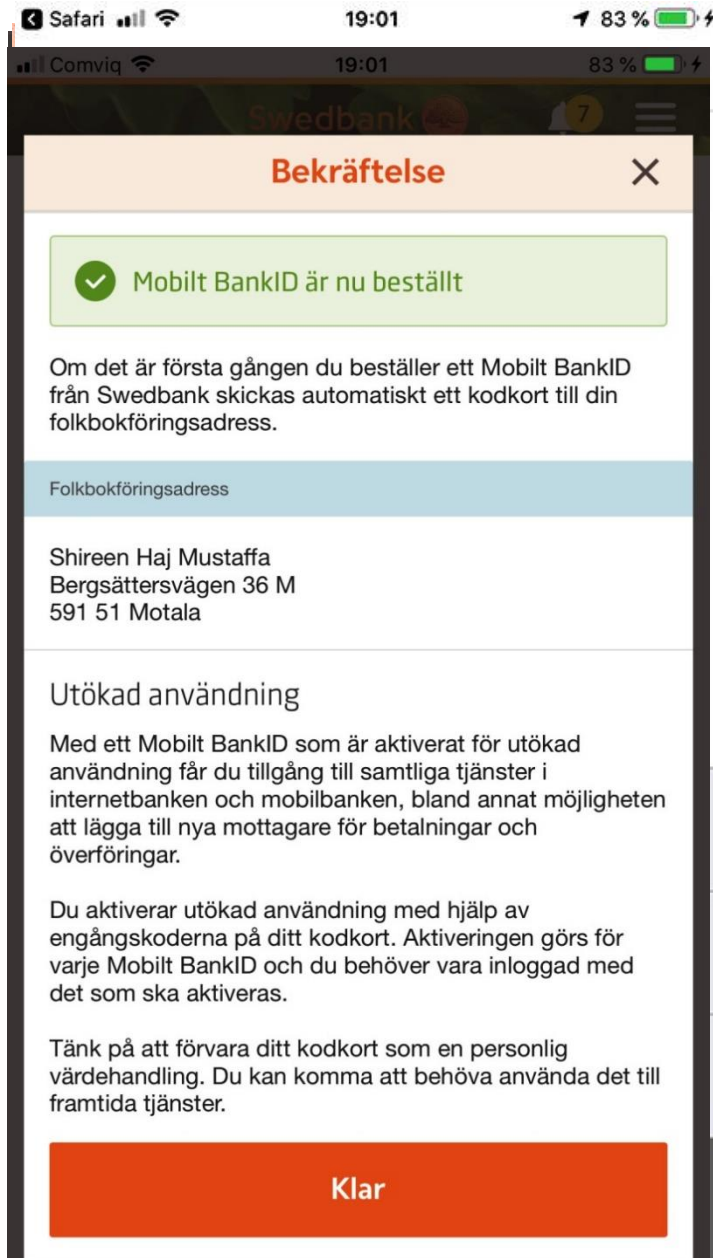 Safari 19:01 83 %
Comviq 19:01 83 %
Swedbank 7
Bekräftelse
Mobilt BankID är nu beställt
Om det är första gången du beställer ett Mobilt BankID
från Swedbank skickas automatiskt ett kodkort till din
folkbokföringsadress.
Folkbokföringsadress
Shireen Haj Mustaffa
Bergsättersvägen 36 M
591 51 Motala
Utökad användning
Med ett Mobilt BankID som är aktiverat för utökad
användning får du tillgång till samtliga tjänster i
internetbanken och mobilbanken, bland annat möjligheten
att lägga till nya mottagare för betalningar och
överföringar.
Du aktiverar utökad användning med hjälp av
engångskoderna på ditt kodkort. Aktiveringen görs för
varje Mobilt BankID och du behöver vara inloggad med
det som ska aktiveras.
Tänk på att förvara ditt kodkort som en personlig
värdehandling. Du kan komma att behöva använda det till
framtida tjänster.
Klar